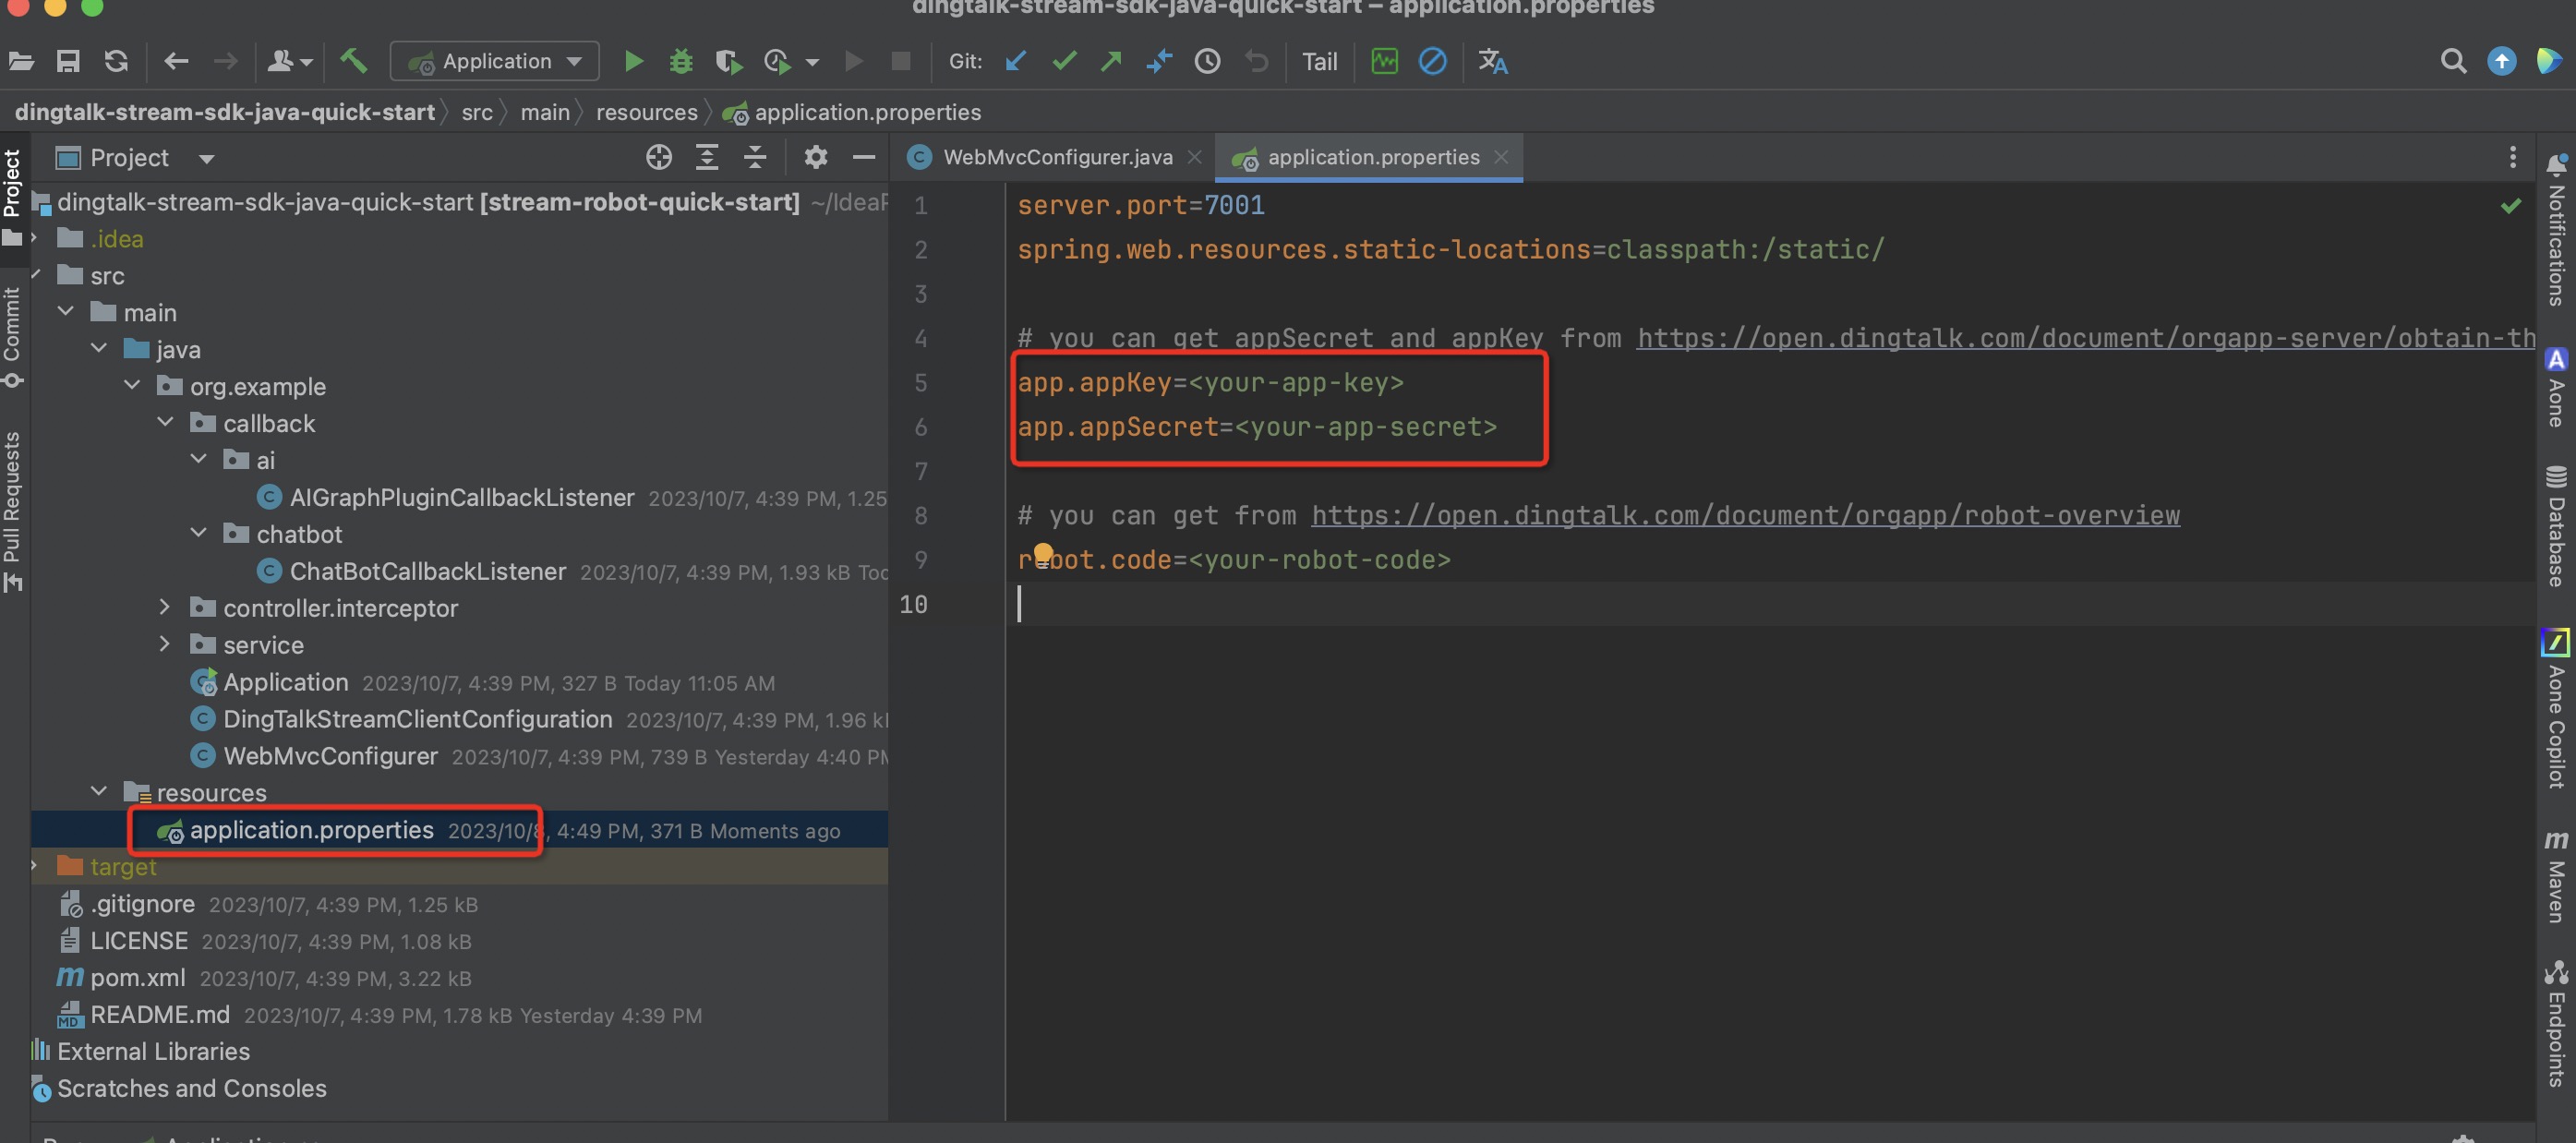 dingtalk-stream-sdk-java-quick-start – application.properties
Application
Git:
Tail
dingtalk-stream-sdk-java-quick-start src main resources application.properties
Project
WebMvcConfigurer.java
application.properties
Project
Commit
Pull Requests
dingtalk-stream-sdk-java-quick-start [stream-robot-quick-start] ~/Idea
.idea
src
main
java
org.example
callback
ai
AIGraphPluginCallbackListener 2023/10/7, 4:39 PM, 1.25
chatbot
ChatBotCallbackListener 2023/10/7, 4:39 PM, 1.93 kB
controller.interceptor
service
Application 2023/10/7, 4:39 PM, 327 B Today 11:05 AM
DingTalkStreamClientConfiguration 2023/10/7, 4:39 PM, 1.96
WebMvcConfigurer 2023/10/7, 4:39 PM, 739 B Yesterday 4:40 PM
resources
application.properties 2023/10/8, 4:49 PM, 371 B Moments ago
target
.gitignore 2023/10/7, 4:39 PM, 1.25 kB
LICENSE 2023/10/7, 4:39 PM, 1.08 kB
pom.xml 2023/10/7, 4:39 PM, 3.22 kB
README.md 2023/10/7, 4:39 PM, 1.78 kB Yesterday 4:39 PM
External Libraries
Scratches and Consoles
1 server.port=7001
2 spring.web.resources.static-locations=classpath:/static/
3
4 # you can get appSecret and appKey from https://open.dingtalk.com/document/orgapp-server/obtain-th
5 app.appKey=<your-app-key>
6 app.appSecret=<your-app-secret>
7
8 # you can get from https://open.dingtalk.com/document/orgapp/robot-overview
9 robot.code=<your-robot-code>
10
Notifications
Aone
Database
Aone Copilot
Maven
Endpoints